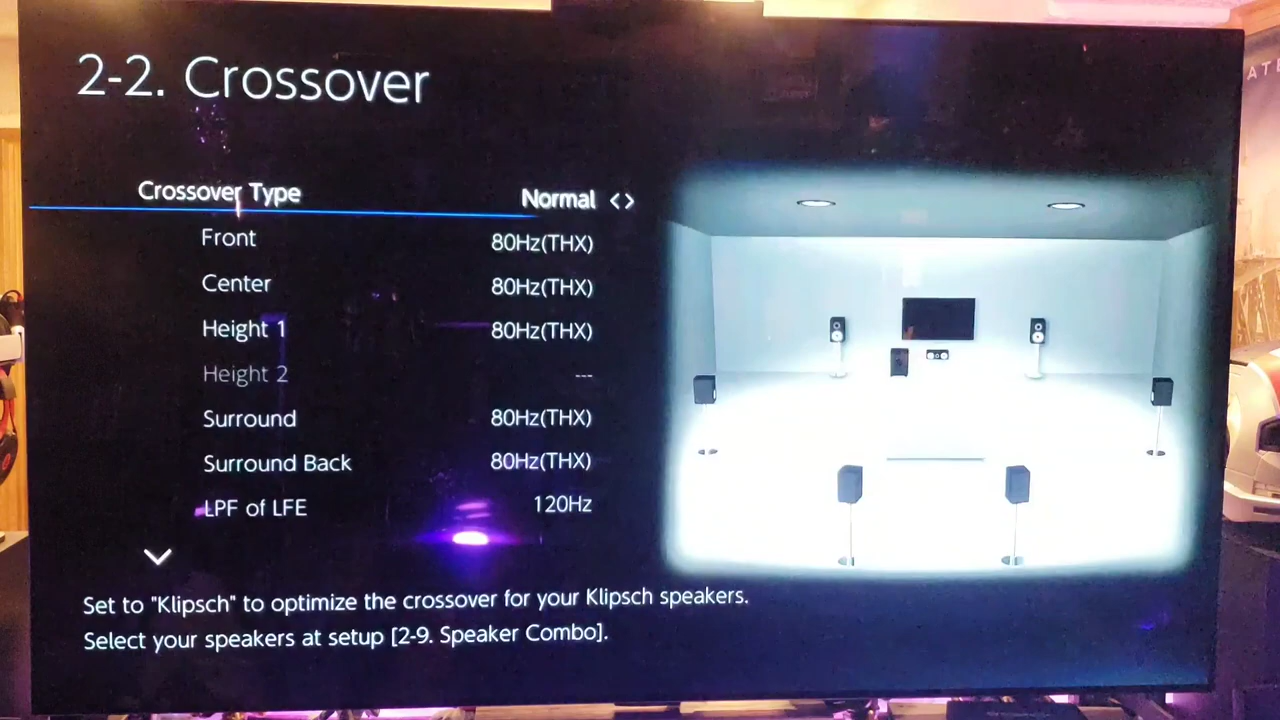 2-2. Crossover
Crossover Type Normal < >
Front 80Hz(THX)
Center 80Hz(THX)
Height 1 80Hz(THX)
Height 2 ---
Surround 80Hz(THX)
Surround Back 80Hz(THX)
LPF of LFE 120Hz
Set to "Klipsch" to optimize the crossover for your Klipsch speakers.
Select your speakers at setup [2-9. Speaker Combo].